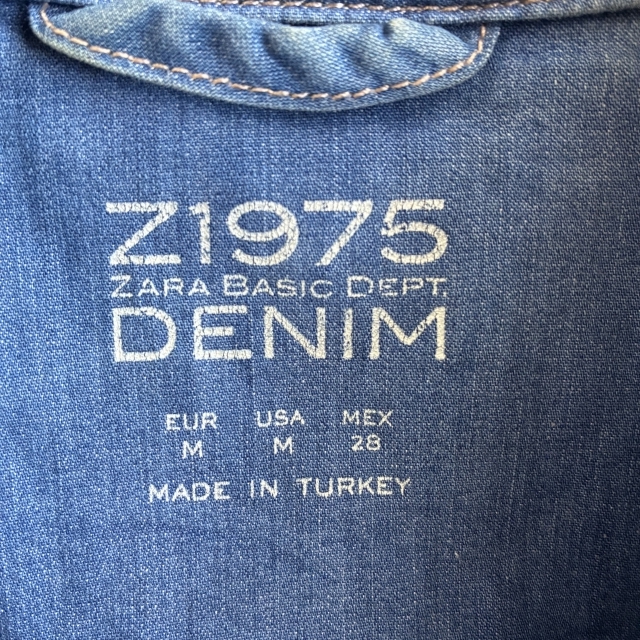 Z1975
ZARA BASIC DEPT.
DENIM
EUR USA MEX
M M 28
MADE IN TURKEY